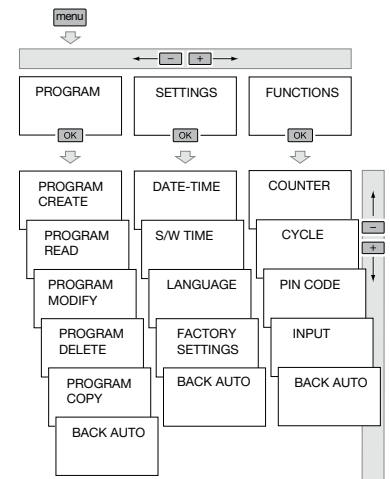 menu
− +
PROGRAM
SETTINGS
FUNCTIONS
OK
OK
OK
PROGRAM
CREATE
DATE-TIME
COUNTER
PROGRAM
READ
S/W TIME
CYCLE
−
+
PROGRAM
MODIFY
LANGUAGE
PIN CODE
PROGRAM
DELETE
FACTORY
SETTINGS
INPUT
PROGRAM
COPY
BACK AUTO
BACK AUTO
BACK AUTO